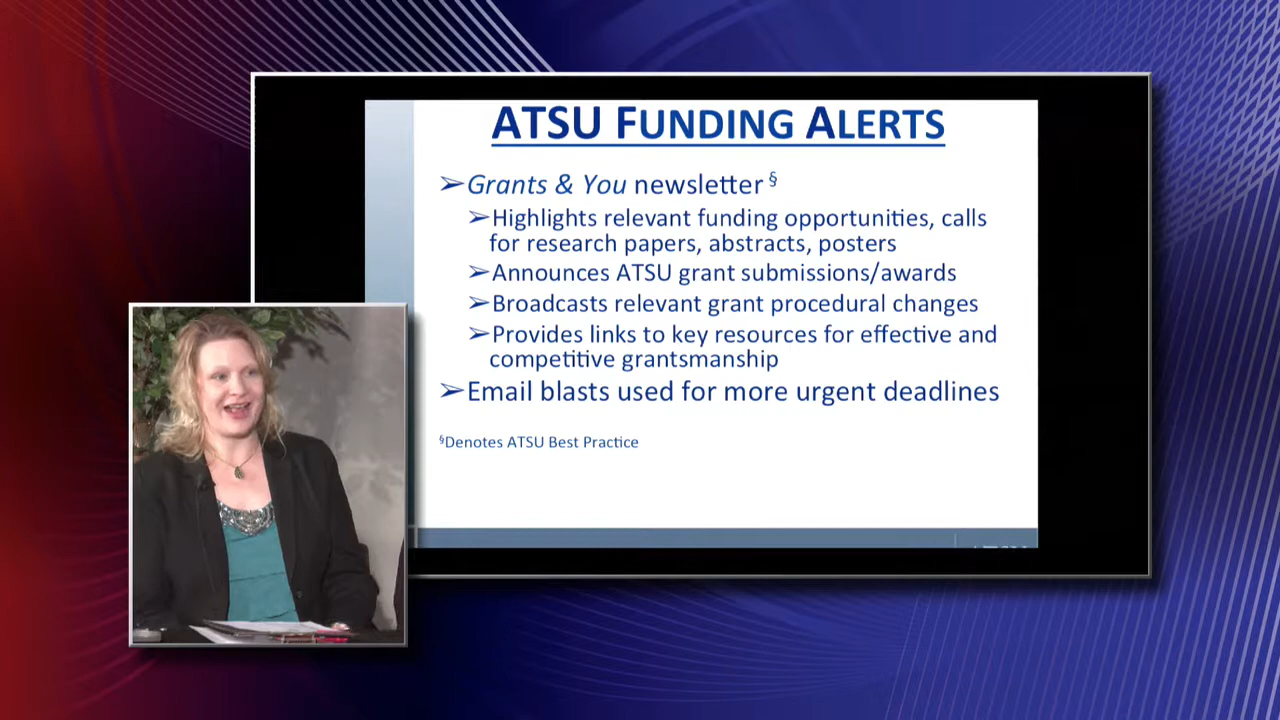 ATSU FUNDING ALERTS
➢Grants & You newsletter §
➢Highlights relevant funding opportunities, calls
for research papers, abstracts, posters
➢Announces ATSU grant submissions/awards
➢Broadcasts relevant grant procedural changes
➢Provides links to key resources for effective and
competitive grantsmanship
➢Email blasts used for more urgent deadlines
§Denotes ATSU Best Practice